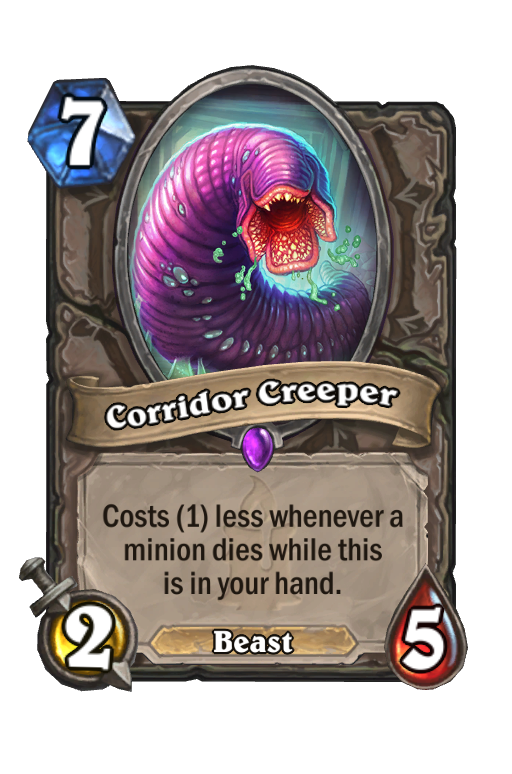 7
Corridor Creeper
Costs (1) less whenever a
minion dies while this
is in your hand.
2
Beast
5